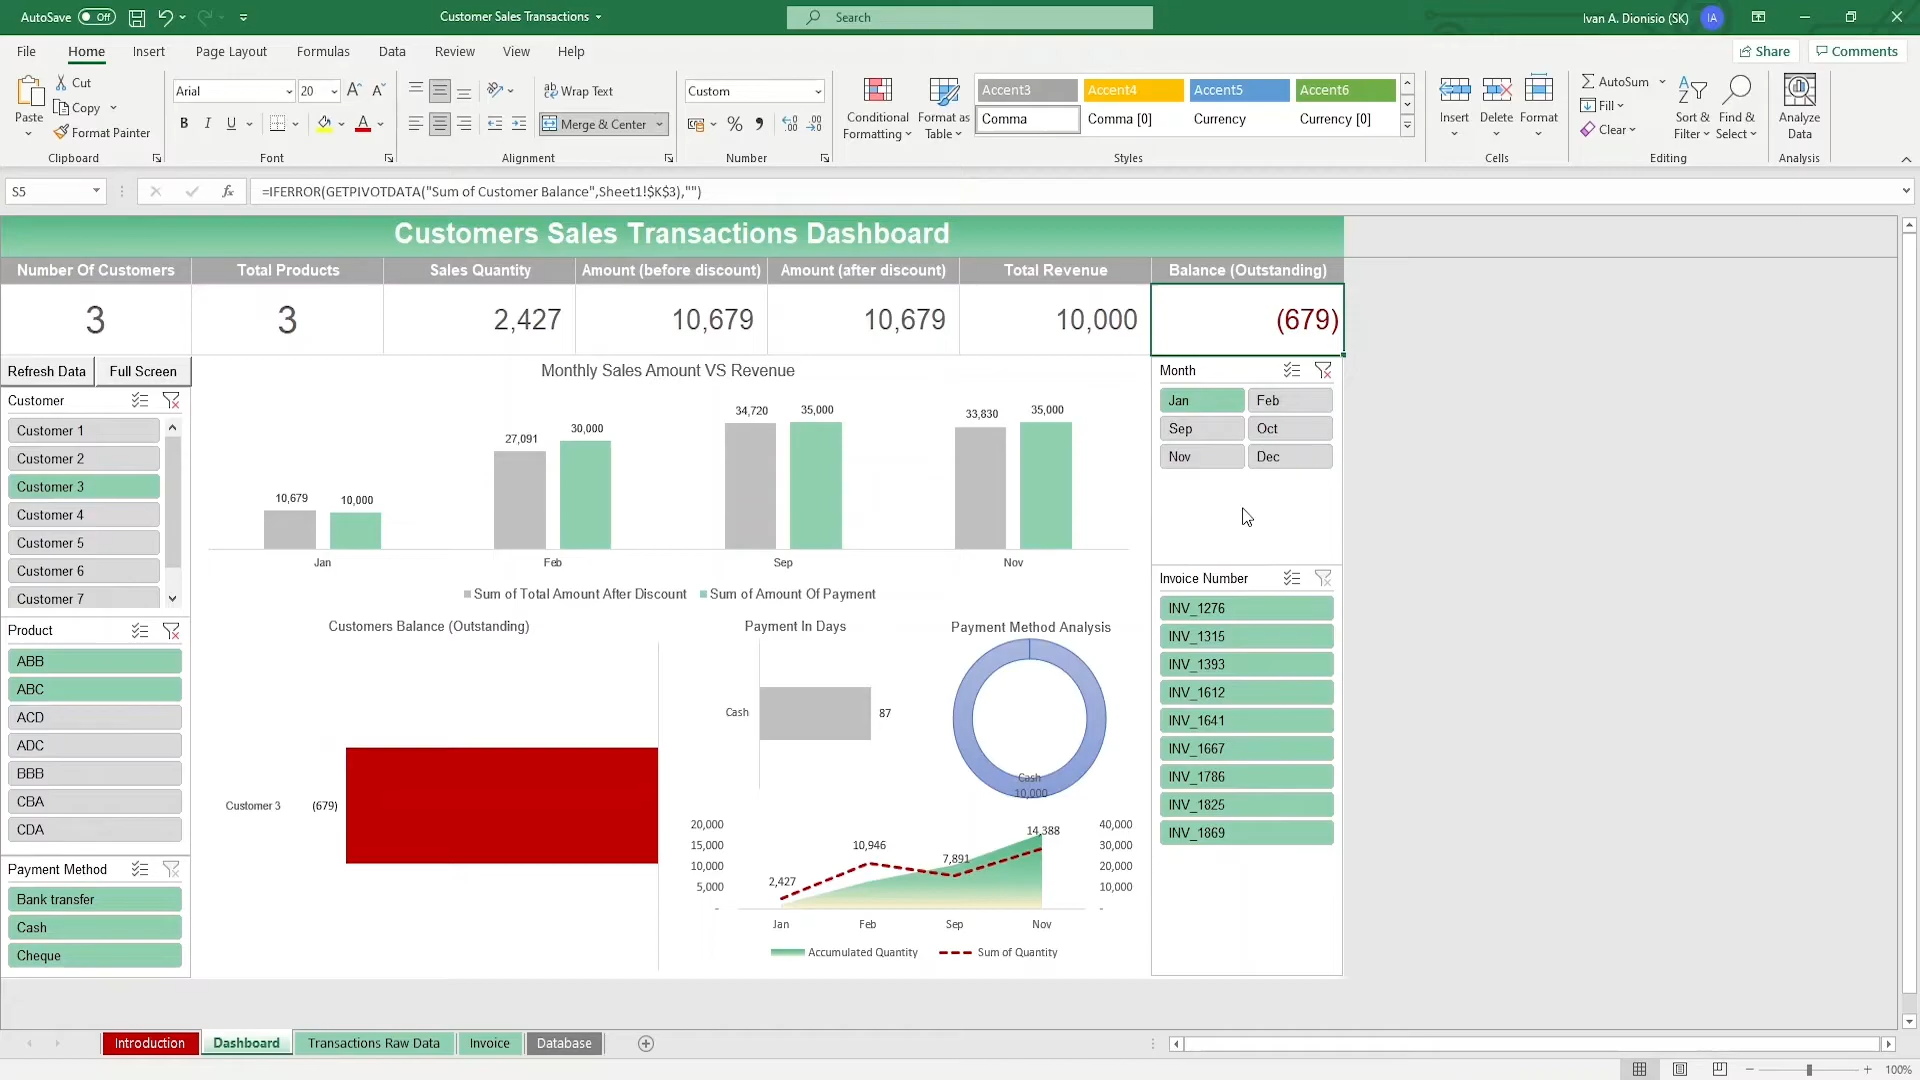 AutoSave Off
Customer Sales Transactions
Search
Ivan A. Dionisio (SK)
IA
File Home Insert Page Layout Formulas Data Review View Help
Share
Comments
Paste
Cut
Copy
Format Painter
Clipboard
Arial
20
B I U
Font
Wrap Text
Merge & Center
Alignment
Custom
Number
Conditional Formatting
Format as Table
Accent3 Accent4 Accent5 Accent6
Comma Comma [0] Currency Currency [0]
Styles
Insert Delete Format
Cells
AutoSum
Fill
Clear
Sort & Filter
Find & Select
Editing
Analyze Data
Analysis
S5
fx
=IFERROR(GETPIVOTDATA("Sum of Customer Balance",Sheet1!$K$3),"")
Customers Sales Transactions Dashboard
Number Of Customers Total Products Sales Quantity Amount (before discount) Amount (after discount) Total Revenue Balance (Outstanding)
3 3 2,427 10,679 10,679 10,000 (679)
Refresh Data Full Screen
Customer
Customer 1
Customer 2
Customer 3
Customer 4
Customer 5
Customer 6
Customer 7
Product
ABB
ABC
ACD
ADC
BBB
CBA
CDA
Payment Method
Bank transfer
Cash
Cheque
Monthly Sales Amount VS Revenue
10,679 10,000 27,091 30,000 34,720 35,000 33,830 35,000
Jan Feb Sep Nov
Sum of Total Amount After Discount Sum of Amount Of Payment
Customers Balance (Outstanding)
Customer 3 (679)
Payment In Days
Cash 87
Payment Method Analysis
Cash
10,000
20,000
15,000
10,000
5,000
-
2,427 10,946 7,891 14,388
40,000
30,000
20,000
10,000
-
Jan Feb Sep Nov
Accumulated Quantity Sum of Quantity
Month
Jan Feb
Sep Oct
Nov Dec
Invoice Number
INV_1276
INV_1315
INV_1393
INV_1612
INV_1641
INV_1667
INV_1786
INV_1825
INV_1869
Introduction Dashboard Transactions Raw Data Invoice Database
100%